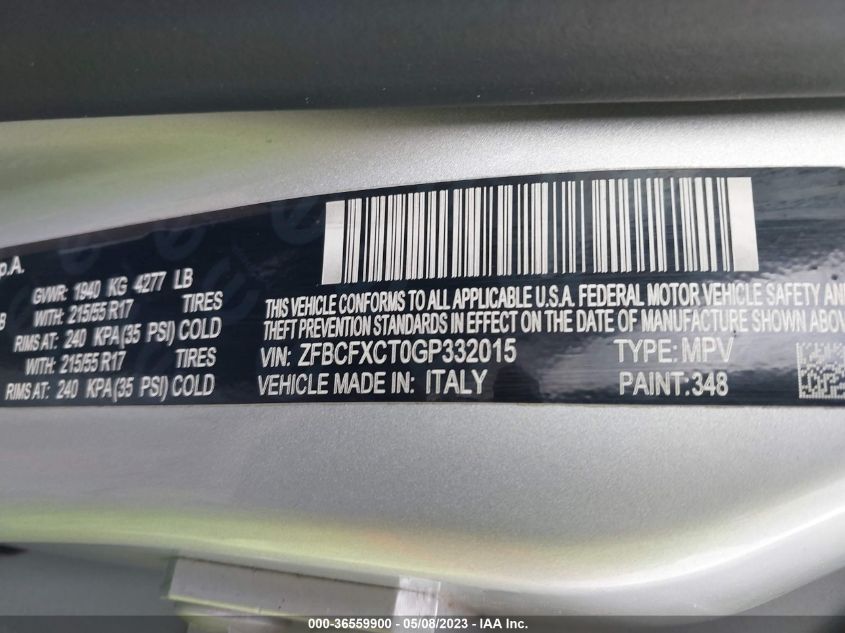 p.A.
GVWR: 1940 KG 4277 LB
B WITH: 215/55 R17 TIRES
RIMS AT: 240 KPA(35 PSI) COLD
WITH: 215/55 R17 TIRES
RIMS AT: 240 KPA(35 PSI) COLD
THIS VEHICLE CONFORMS TO ALL APPLICABLE U.S.A. FEDERAL MOTOR VEHICLE SAFETY AND
THEFT PREVENTION STANDARDS IN EFFECT ON THE DATE OF MANUFACTURE SHOWN ABOVE
VIN: ZFBCFXCT0GP332015 TYPE: MPV
VEHICLE MADE IN: ITALY PAINT: 348
000-36559900 - 05/08/2023 - IAA Inc.